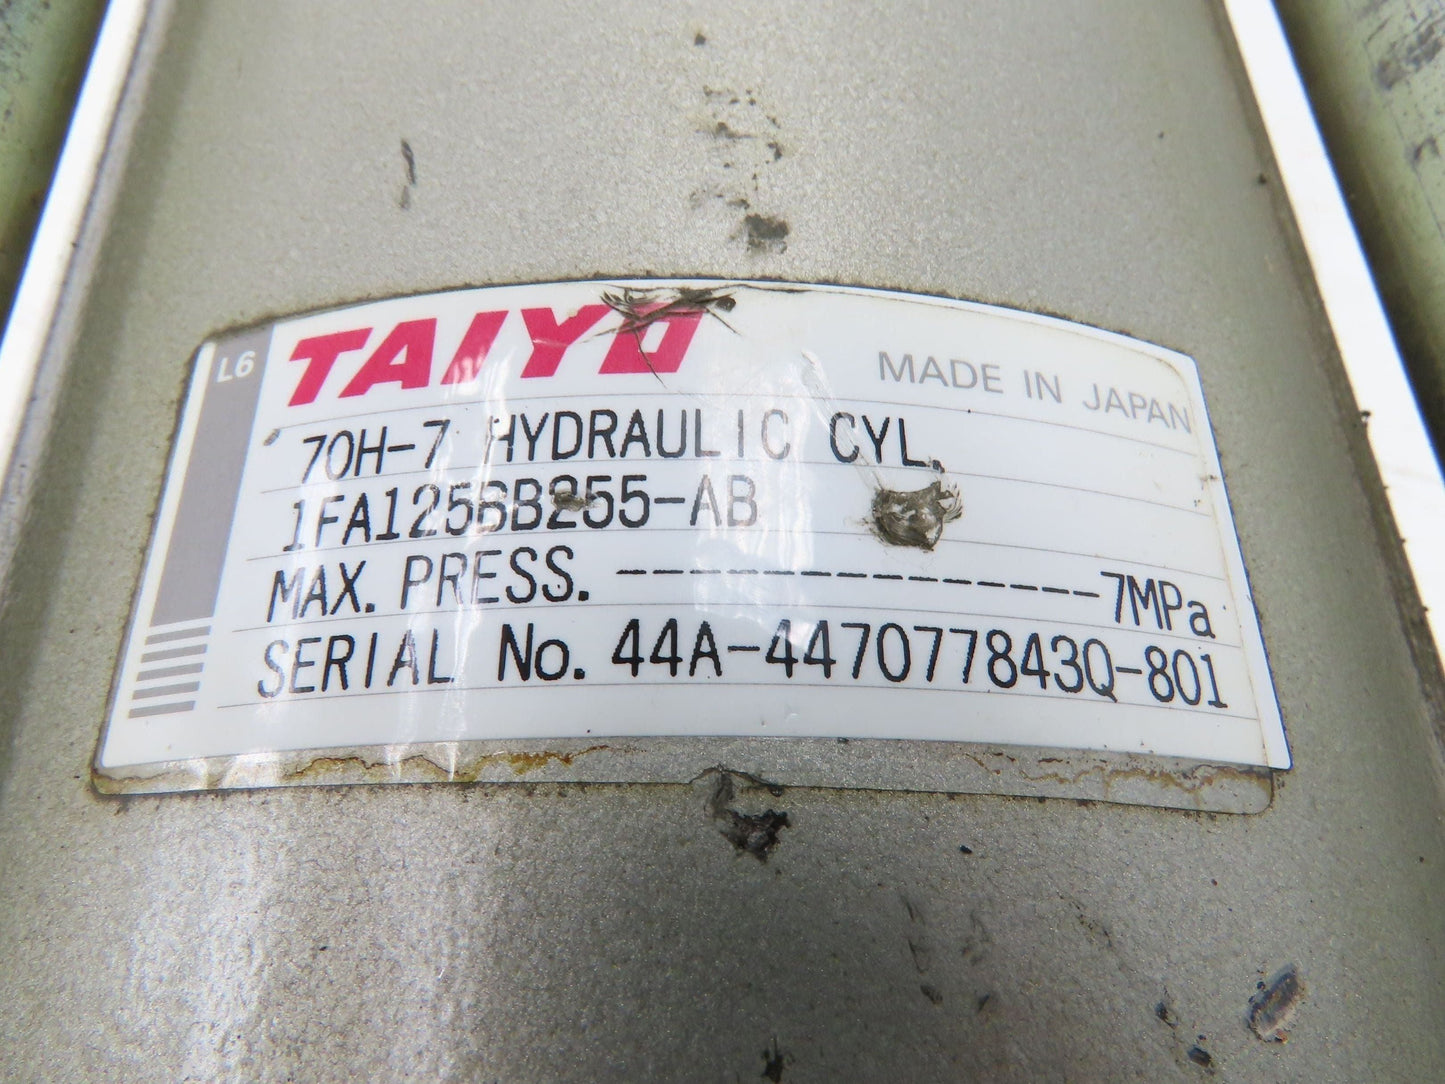 L6
TAIYO
MADE IN JAPAN
70H-7 HYDRAULIC CYL.
1FA125BB255-AB
MAX. PRESS. ---------------7MPa
SERIAL No. 44A-447077843Q-801